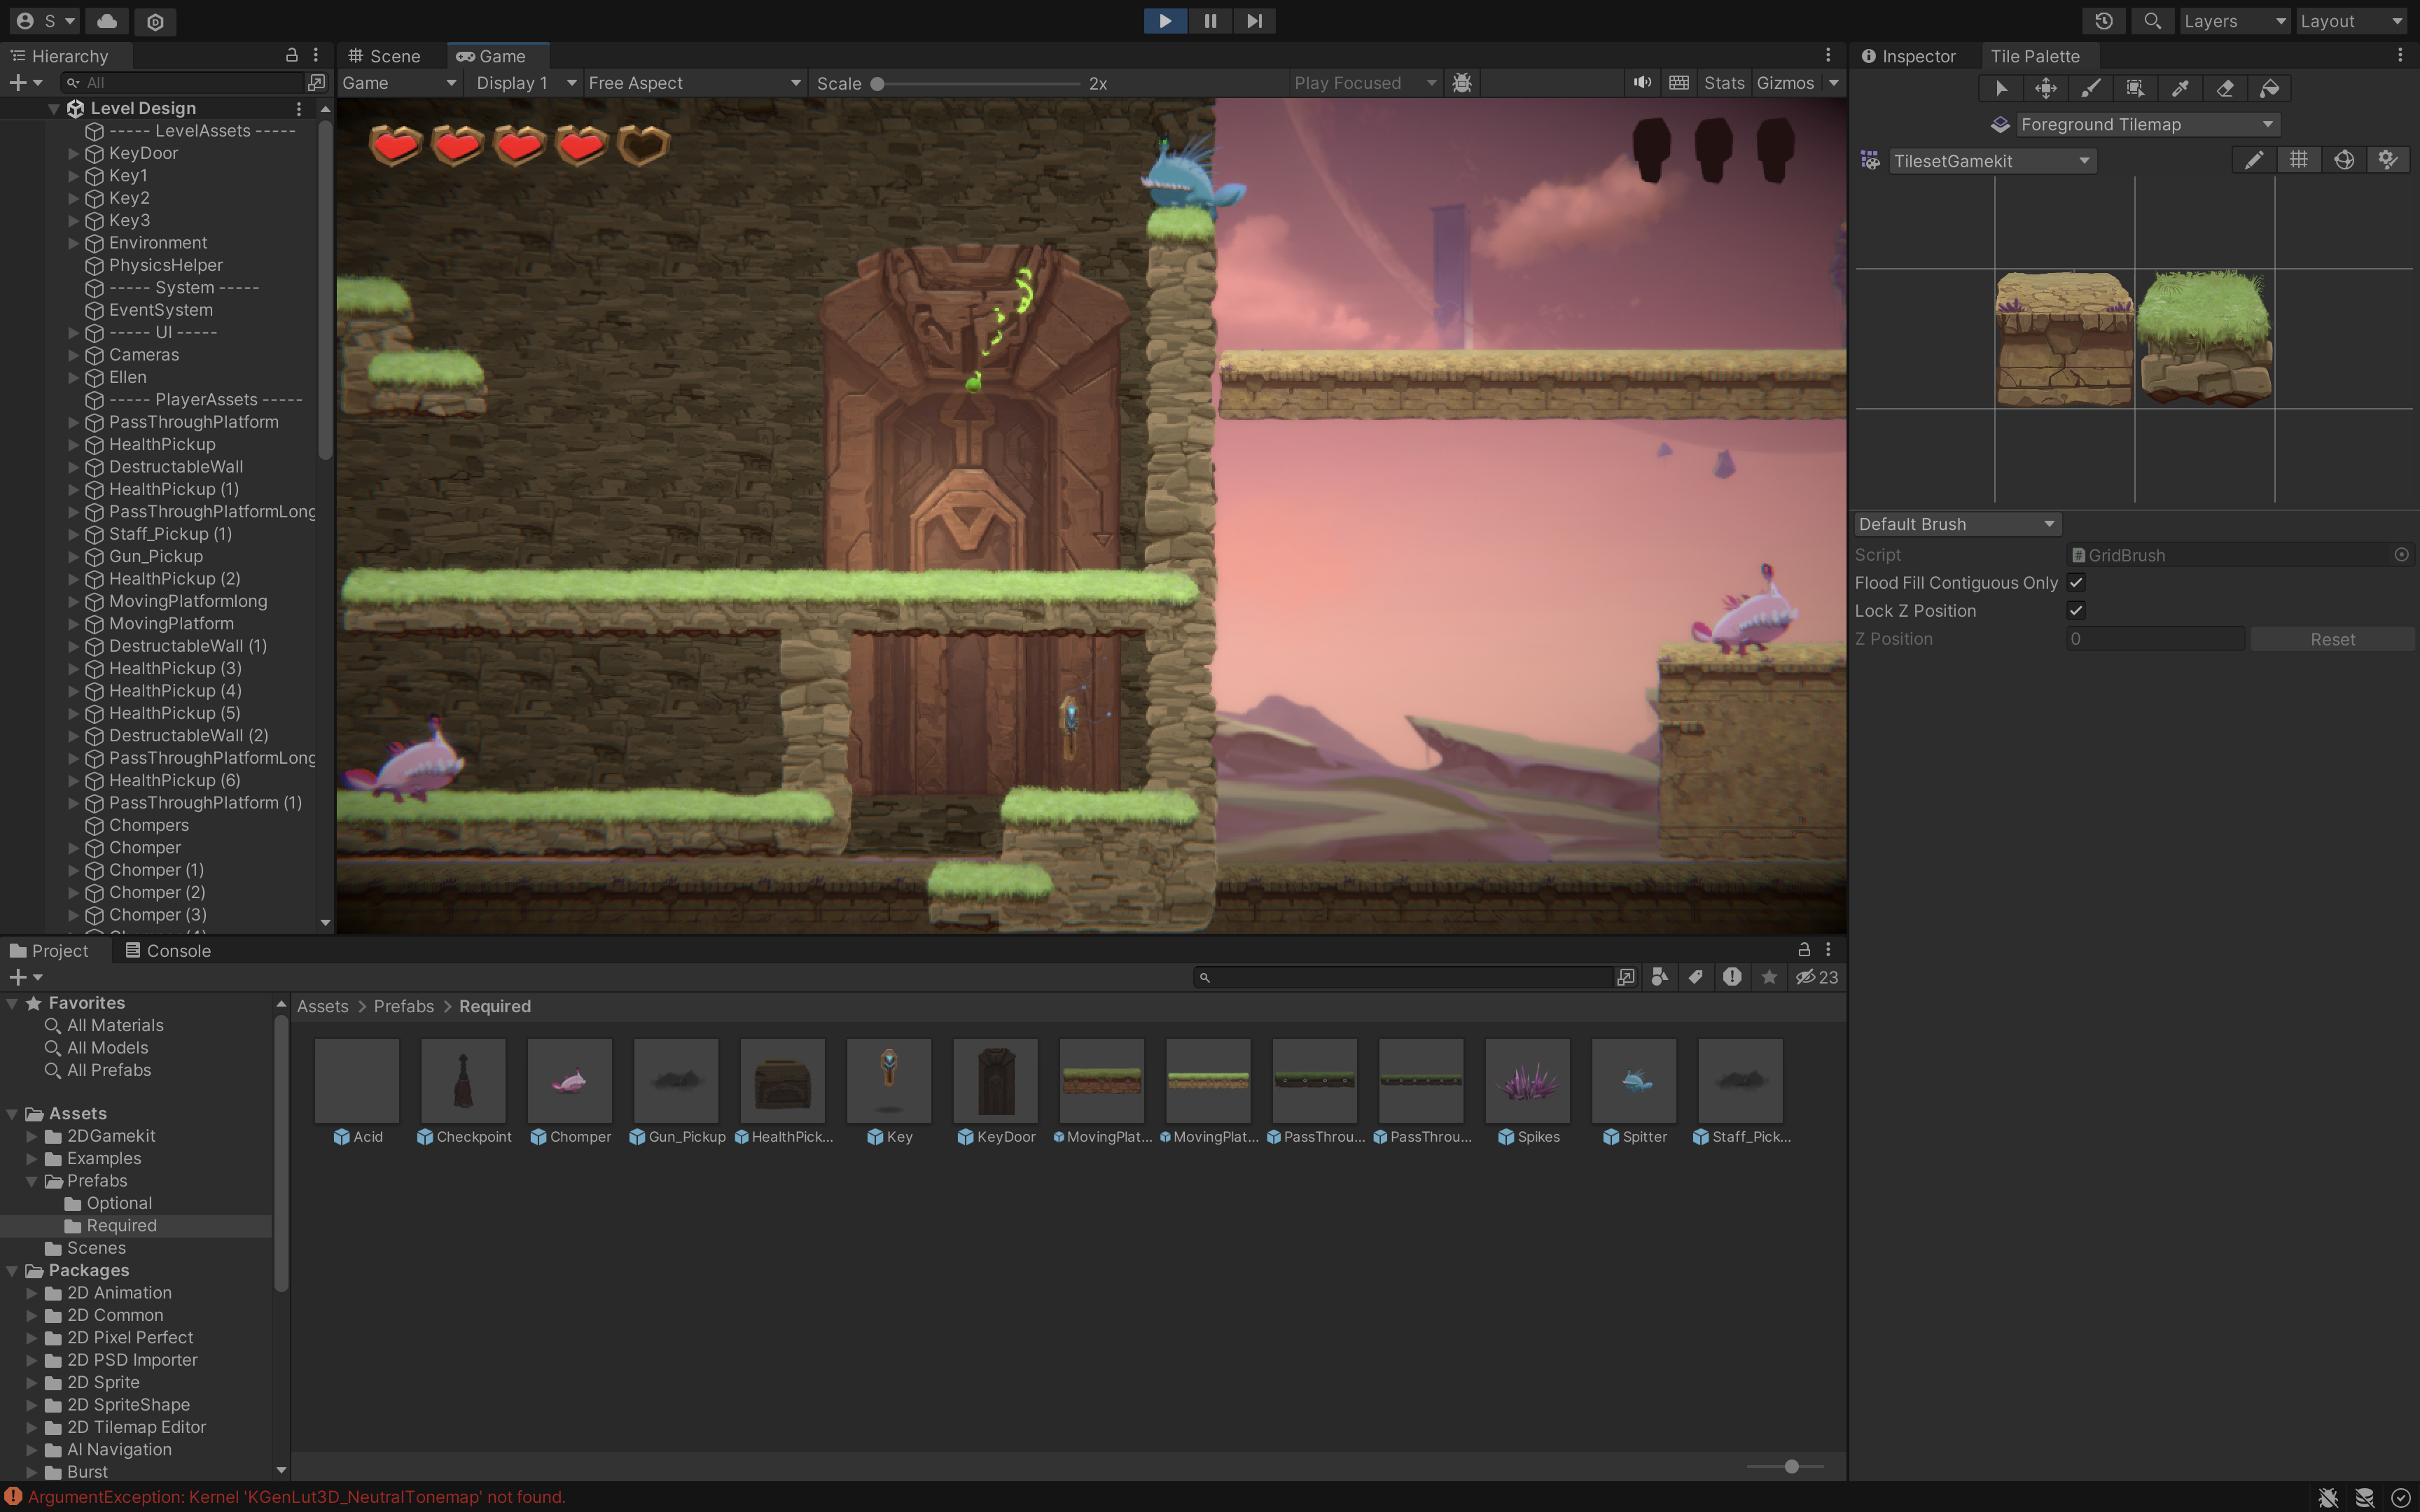 S
Layers
Layout
Hierarchy
All
Level Design
----- LevelAssets -----
KeyDoor
Key1
Key2
Key3
Environment
PhysicsHelper
----- System -----
EventSystem
----- UI -----
Cameras
Ellen
----- PlayerAssets -----
PassThroughPlatform
HealthPickup
DestructableWall
HealthPickup (1)
PassThroughPlatformLong
Staff_Pickup (1)
Gun_Pickup
HealthPickup (2)
MovingPlatformlong
MovingPlatform
DestructableWall (1)
HealthPickup (3)
HealthPickup (4)
HealthPickup (5)
DestructableWall (2)
PassThroughPlatformLong
HealthPickup (6)
PassThroughPlatform (1)
Chompers
Chomper
Chomper (1)
Chomper (2)
Chomper (3)
Scene
Game
Game
Display 1
Free Aspect
Scale
2x
Play Focused
Stats
Gizmos
Inspector
Tile Palette
Foreground Tilemap
TilesetGamekit
Default Brush
Script
GridBrush
Flood Fill Contiguous Only
Lock Z Position
Z Position
0
Reset
Project
Console
23
Favorites
All Materials
All Models
All Prefabs
Assets
2DGamekit
Examples
Prefabs
Optional
Required
Scenes
Packages
2D Animation
2D Common
2D Pixel Perfect
2D PSD Importer
2D Sprite
2D SpriteShape
2D Tilemap Editor
AI Navigation
Burst
Assets > Prefabs > Required
Acid
Checkpoint
Chomper
Gun_Pickup
HealthPick...
Key
KeyDoor
MovingPlat...
MovingPlat...
PassThrou...
PassThrou...
Spikes
Spitter
Staff_Pick...
ArgumentException: Kernel 'KGenLut3D_NeutralTonemap' not found.